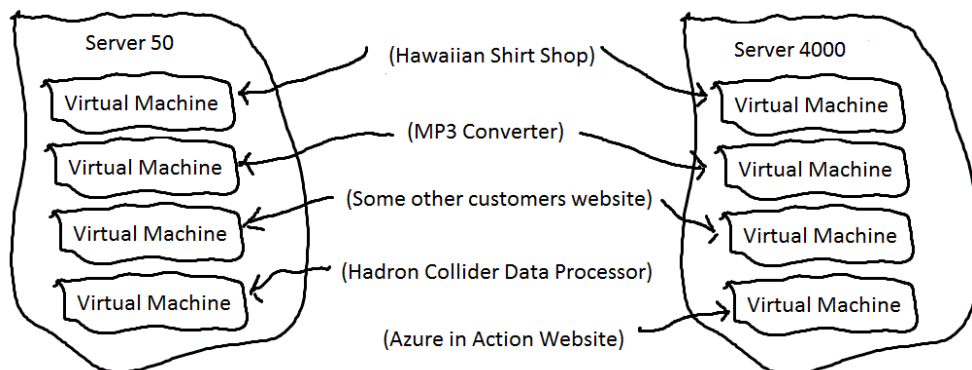 Server 50
Virtual Machine
Virtual Machine
Virtual Machine
Virtual Machine
(Hawaiian Shirt Shop)
(MP3 Converter)
(Some other customers website)
(Hadron Collider Data Processor)
(Azure in Action Website)
Server 4000
Virtual Machine
Virtual Machine
Virtual Machine
Virtual Machine